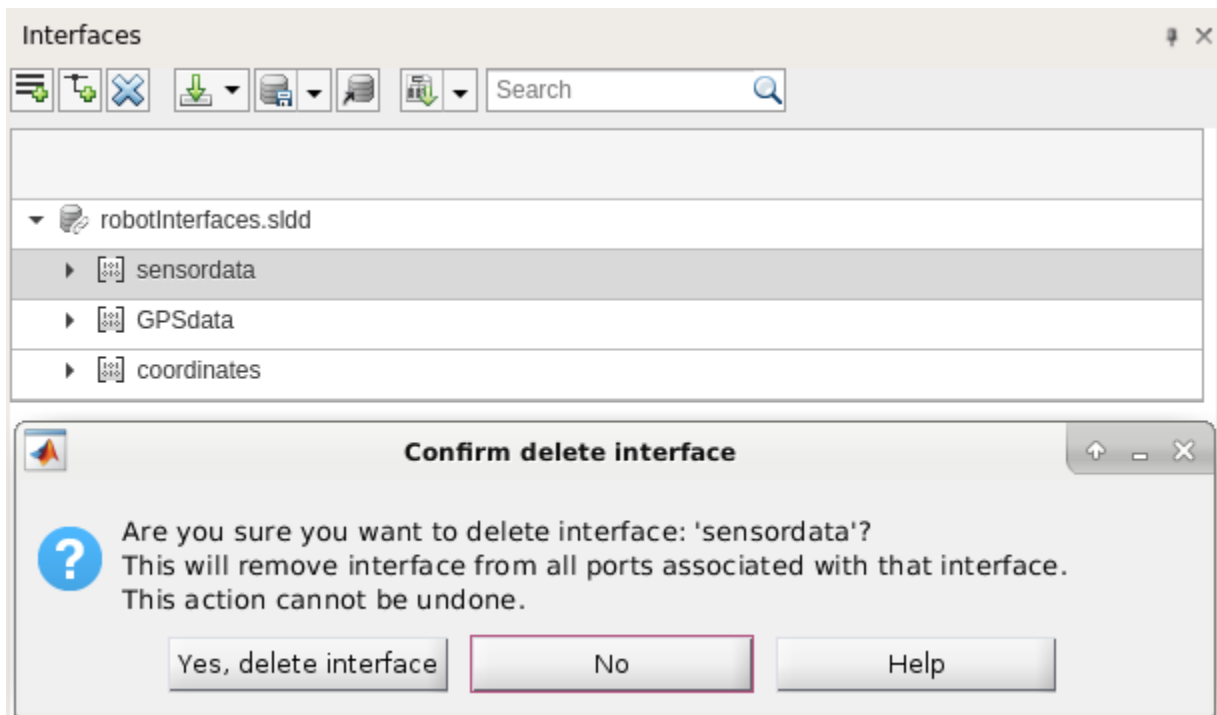 Interfaces
Search
robotInterfaces.sldd
sensordata
GPSdata
coordinates
Confirm delete interface
Are you sure you want to delete interface: 'sensordata'?
This will remove interface from all ports associated with that interface.
This action cannot be undone.
Yes, delete interface
No
Help